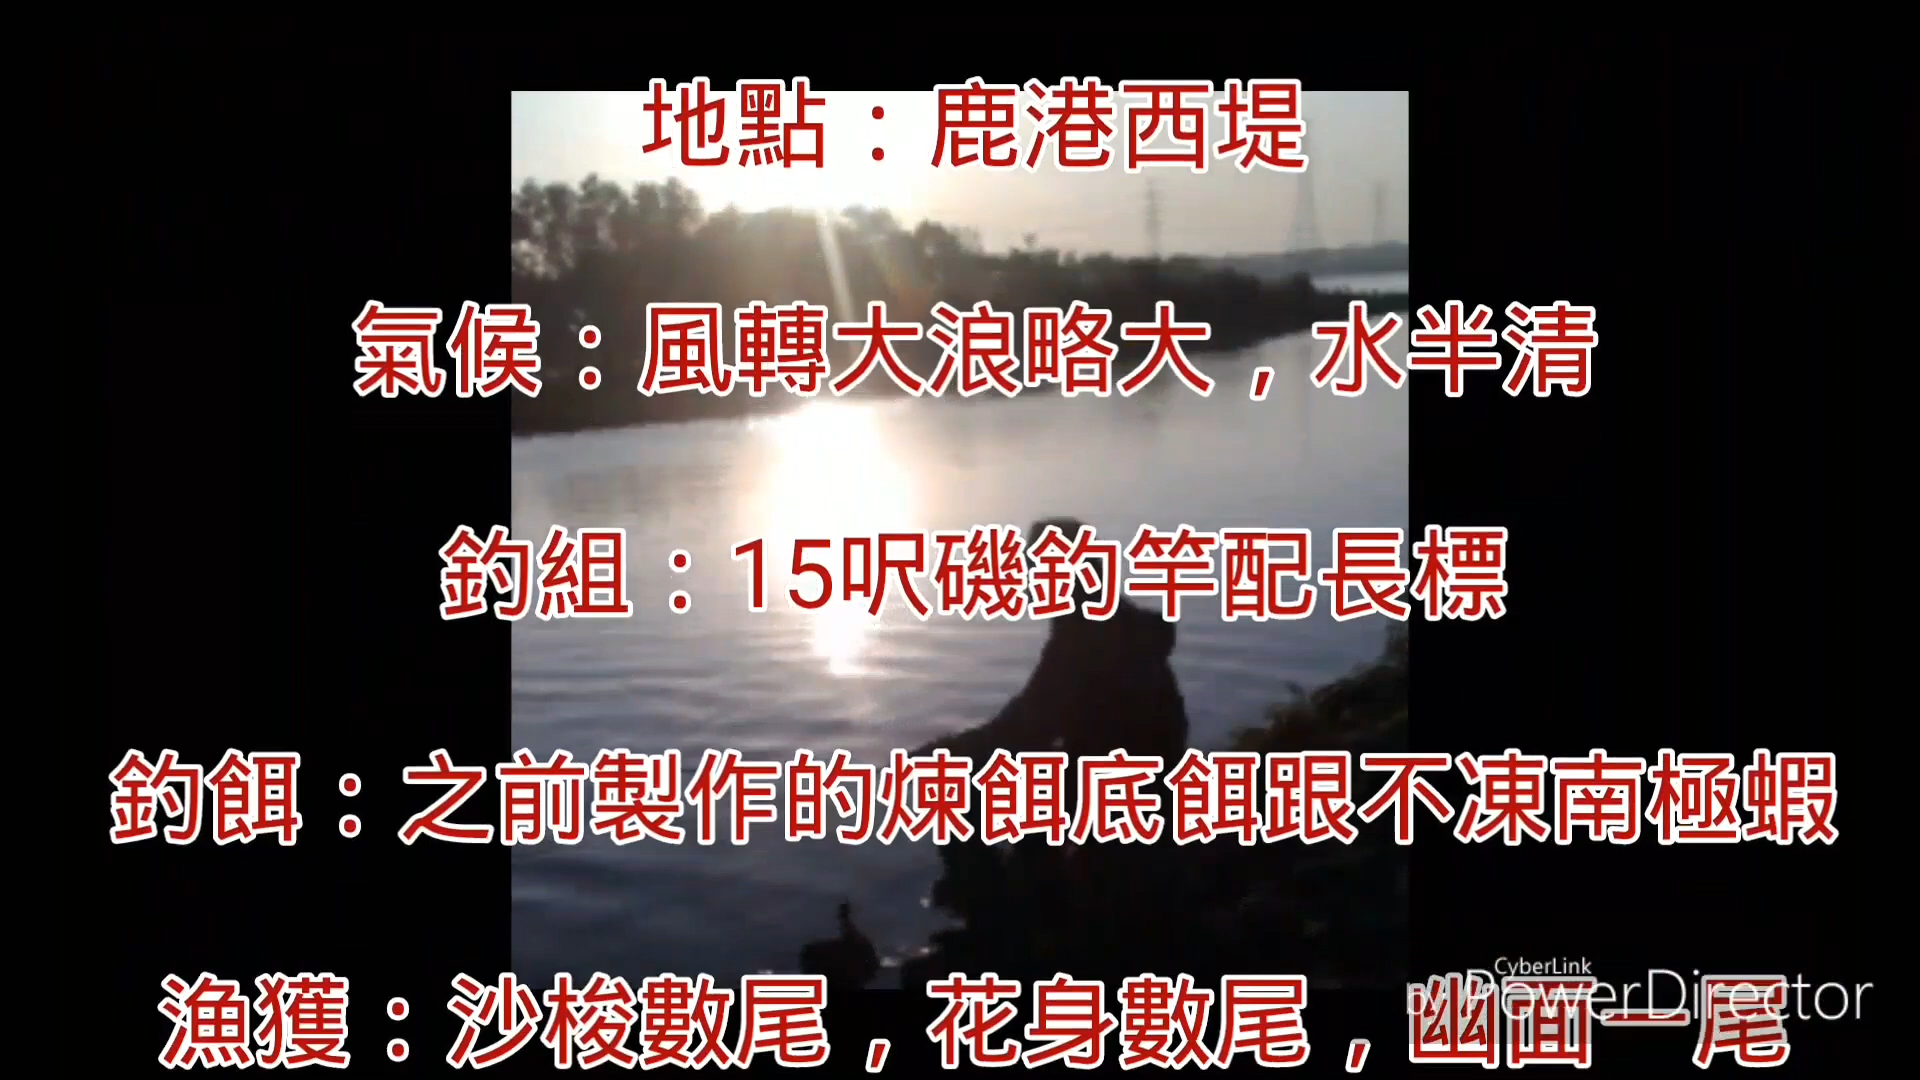 地點：鹿港西堤
氣候：風轉大浪略大，水半清
釣組：15呎磯釣竿配長標
釣餌：之前製作的煉餌底餌跟不凍南極蝦
漁獲：沙梭數尾，花身數尾，幽面一尾
CyberLink
by PowerDirector